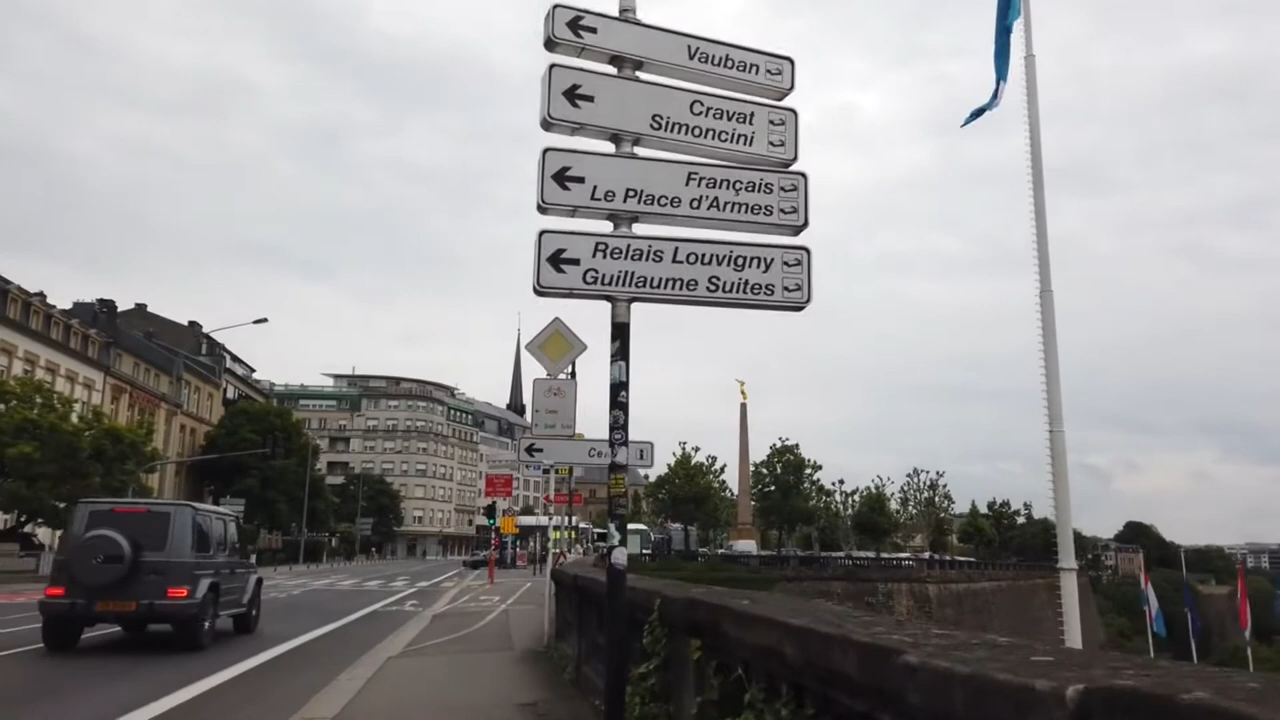 Vauban
Cravat
Simoncini
Français
Le Place d'Armes
Relais Louvigny
Guillaume Suites